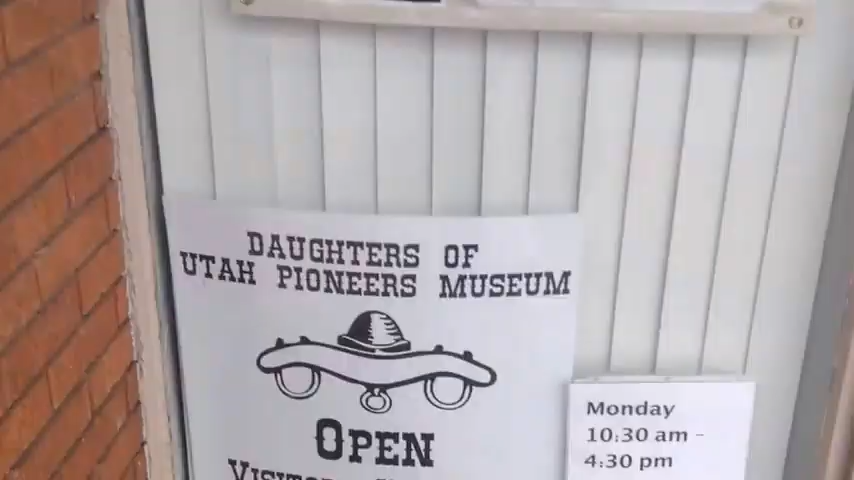 DAUGHTERS OF
UTAH PIONEERS MUSEUM
OPEN
Monday
10:30 am -
4:30 pm